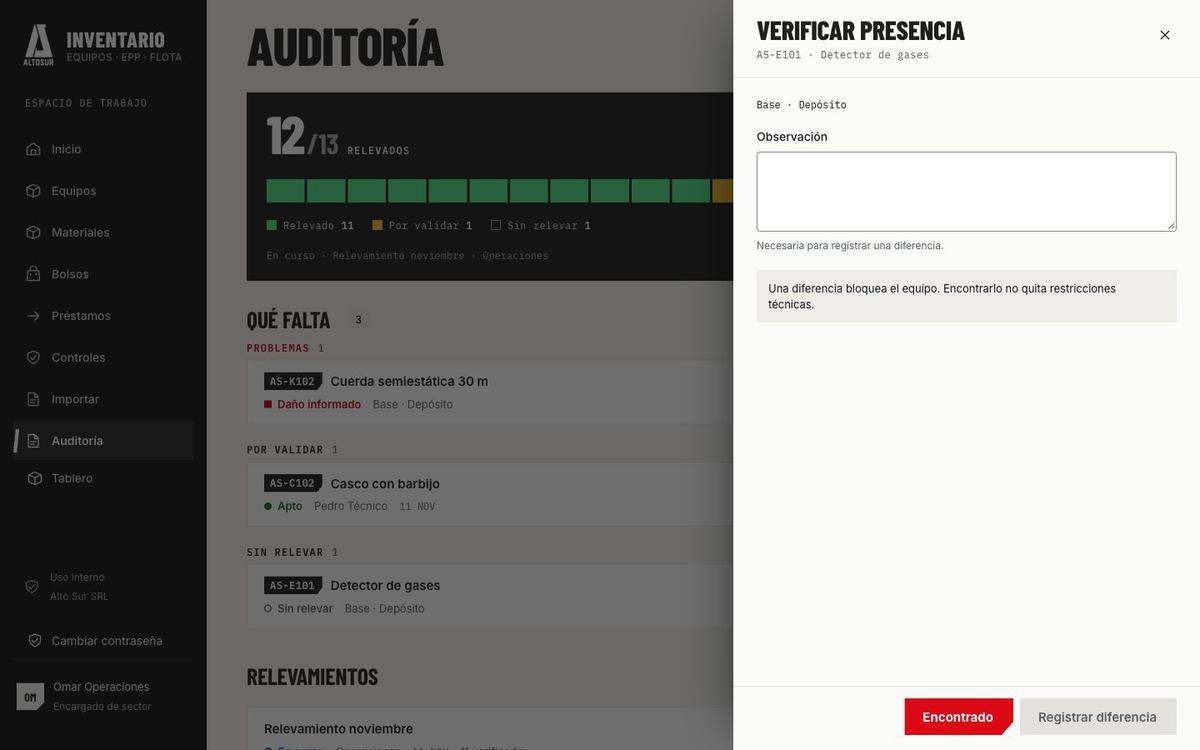 ALTOSUR
INVENTARIO
EQUIPOS · EPP · FLOTA
ESPACIO DE TRABAJO
Inicio
Equipos
Materiales
Bolsos
Préstamos
Controles
Importar
Auditoría
Tablero
Uso interno
Alto Sur SRL
Cambiar contraseña
OM
Omar Operaciones
Encargado de sector
AUDITORÍA
12/13 RELEVADOS
Relevado 11 Por validar 1 Sin relevar 1
En curso · Relevamiento noviembre · Operaciones
QUÉ FALTA 3
PROBLEMAS 1
AS-K102 Cuerda semiestática 30 m
Daño informado Base · Depósito
POR VALIDAR 1
AS-C102 Casco con barbijo
Apto Pedro Técnico 11 NOV
SIN RELEVAR 1
AS-E101 Detector de gases
Sin relevar Base · Depósito
RELEVAMIENTOS
Relevamiento noviembre
VERIFICAR PRESENCIA
AS-E101 · Detector de gases
Base · Depósito
Observación
Necesaria para registrar una diferencia.
Una diferencia bloquea el equipo. Encontrarlo no quita restricciones
técnicas.
Encontrado
Registrar diferencia